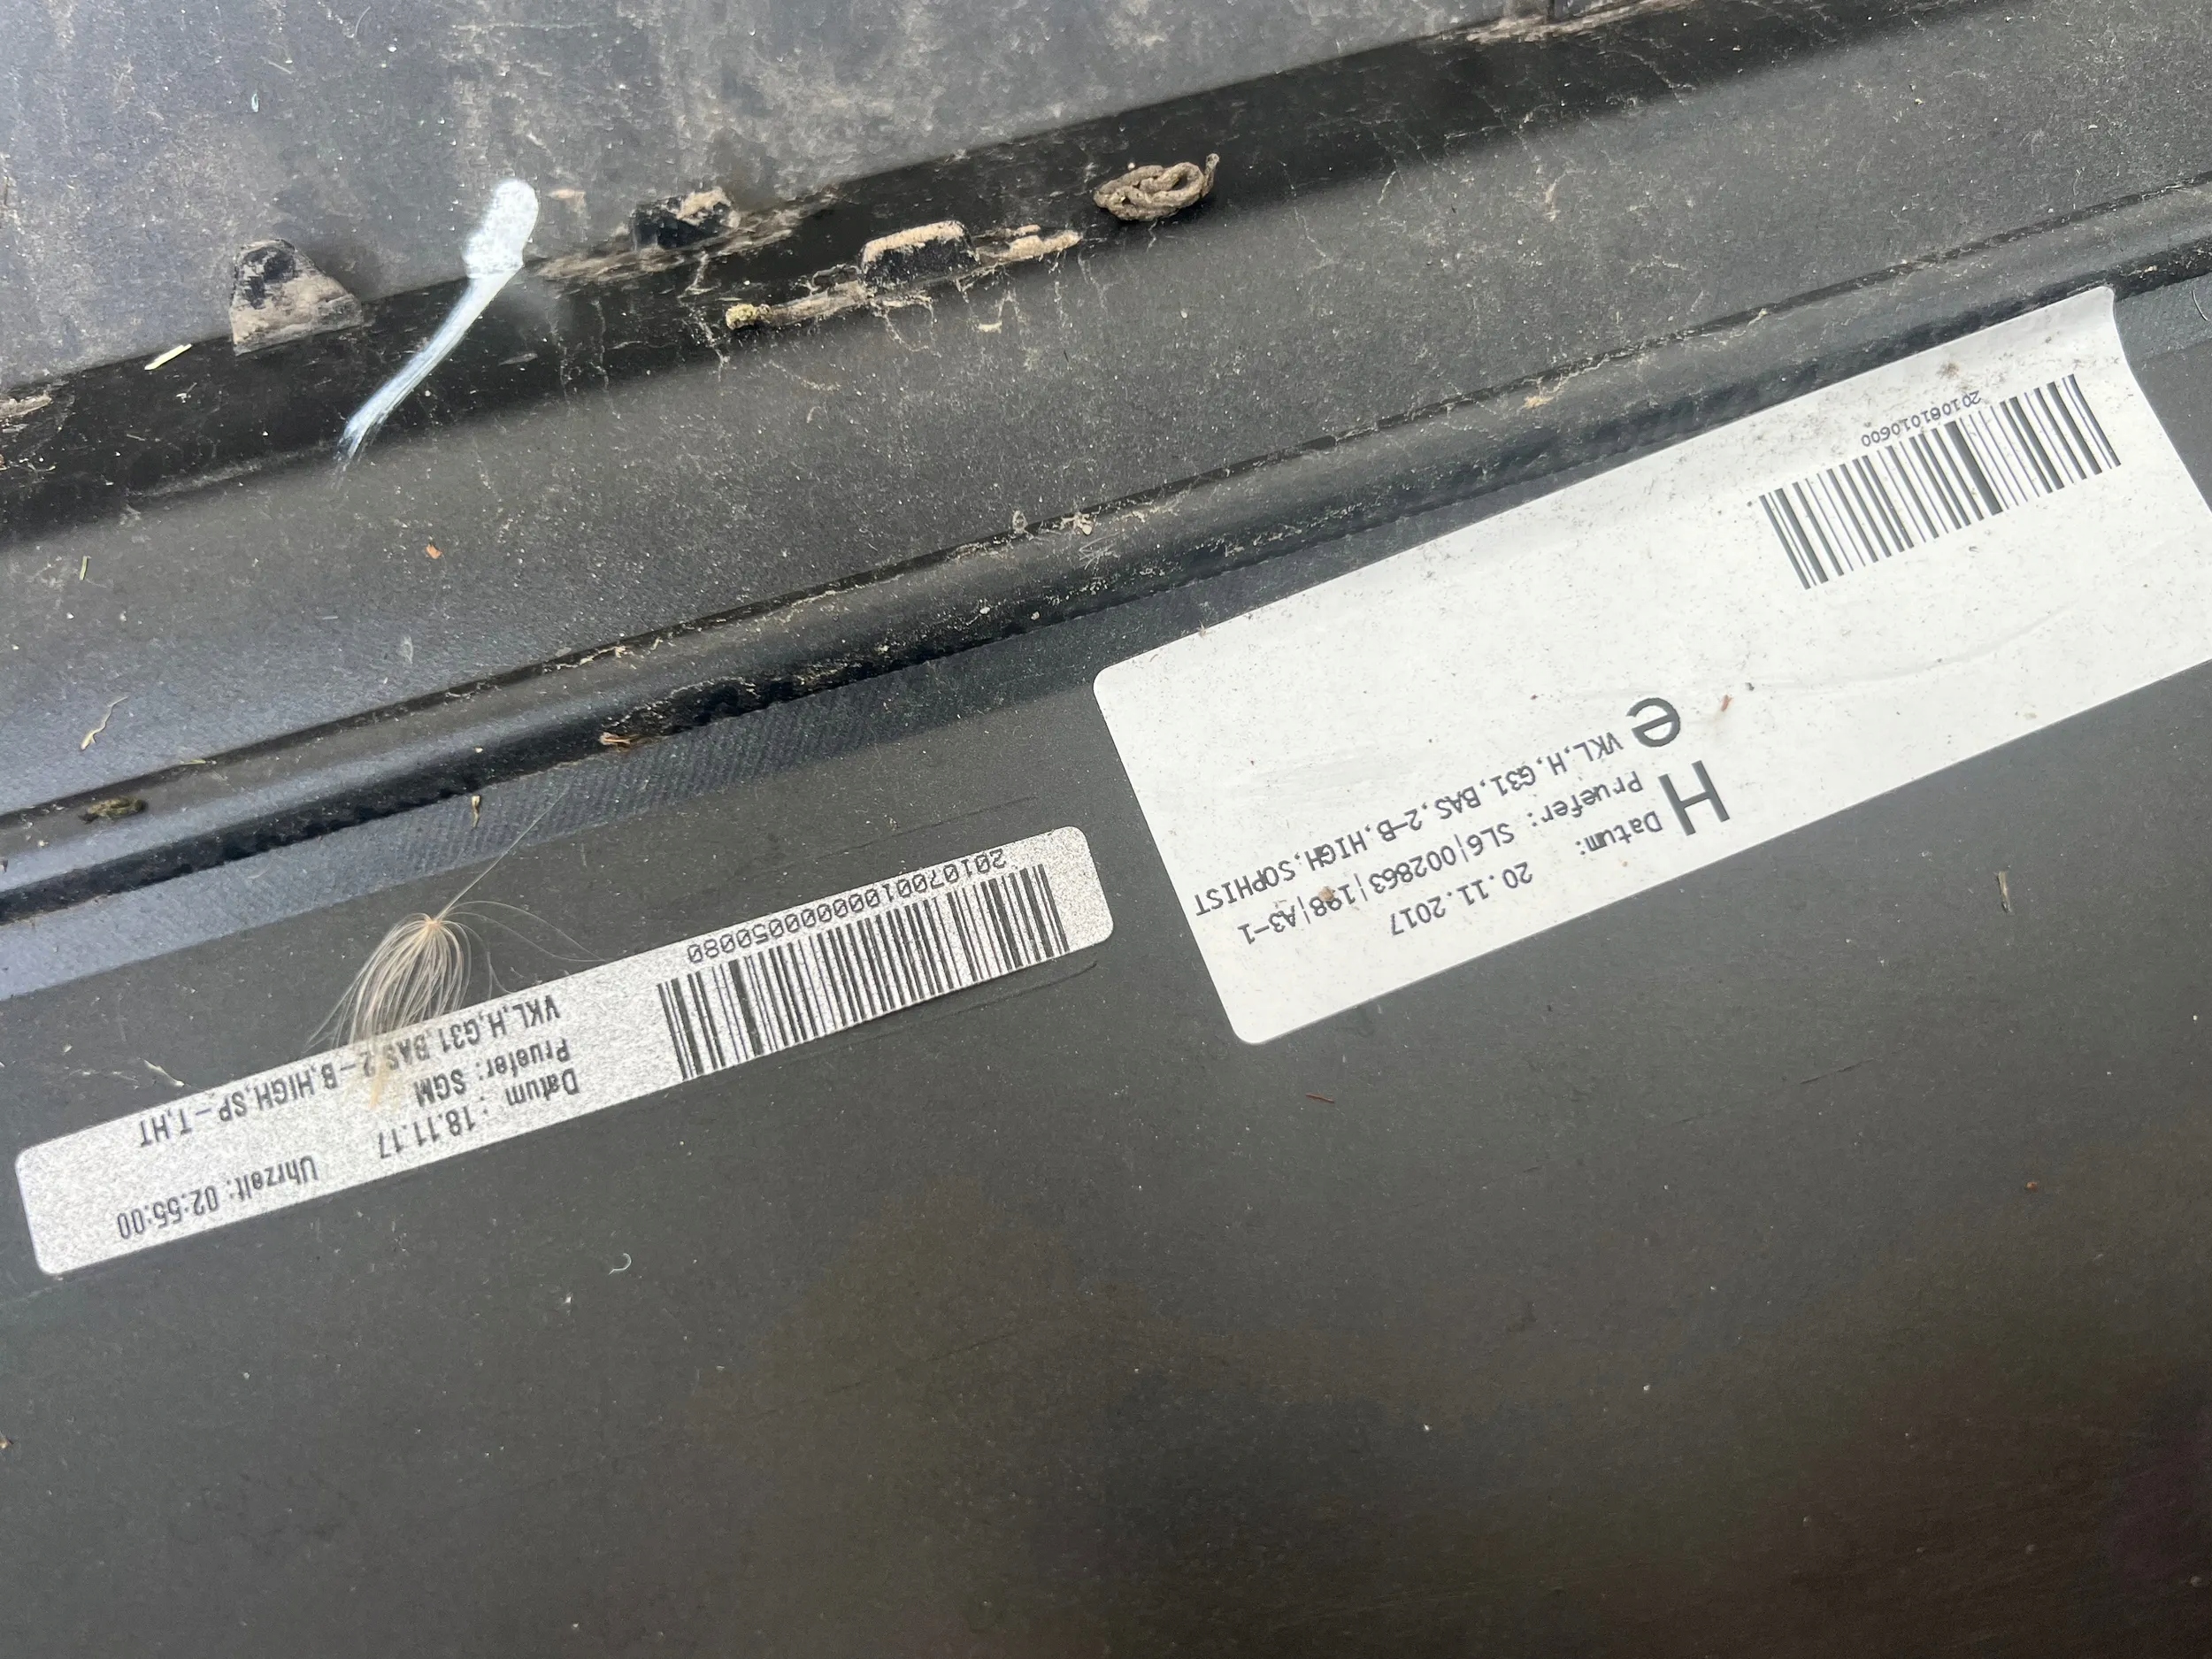 201081010600
H
e
Datum: 20.11.2017
Pruefer: SL6|002863|198|A3-1
VKL,H,G31,BAS,2-B,HIGH,SOPHIST
20107001000000050080
Datum : 18.11.17 Uhrzeit: 02:55:00
Pruefer: SGM
VKL,H,G31,BAS,2-B,HIGH,SP-T,HT